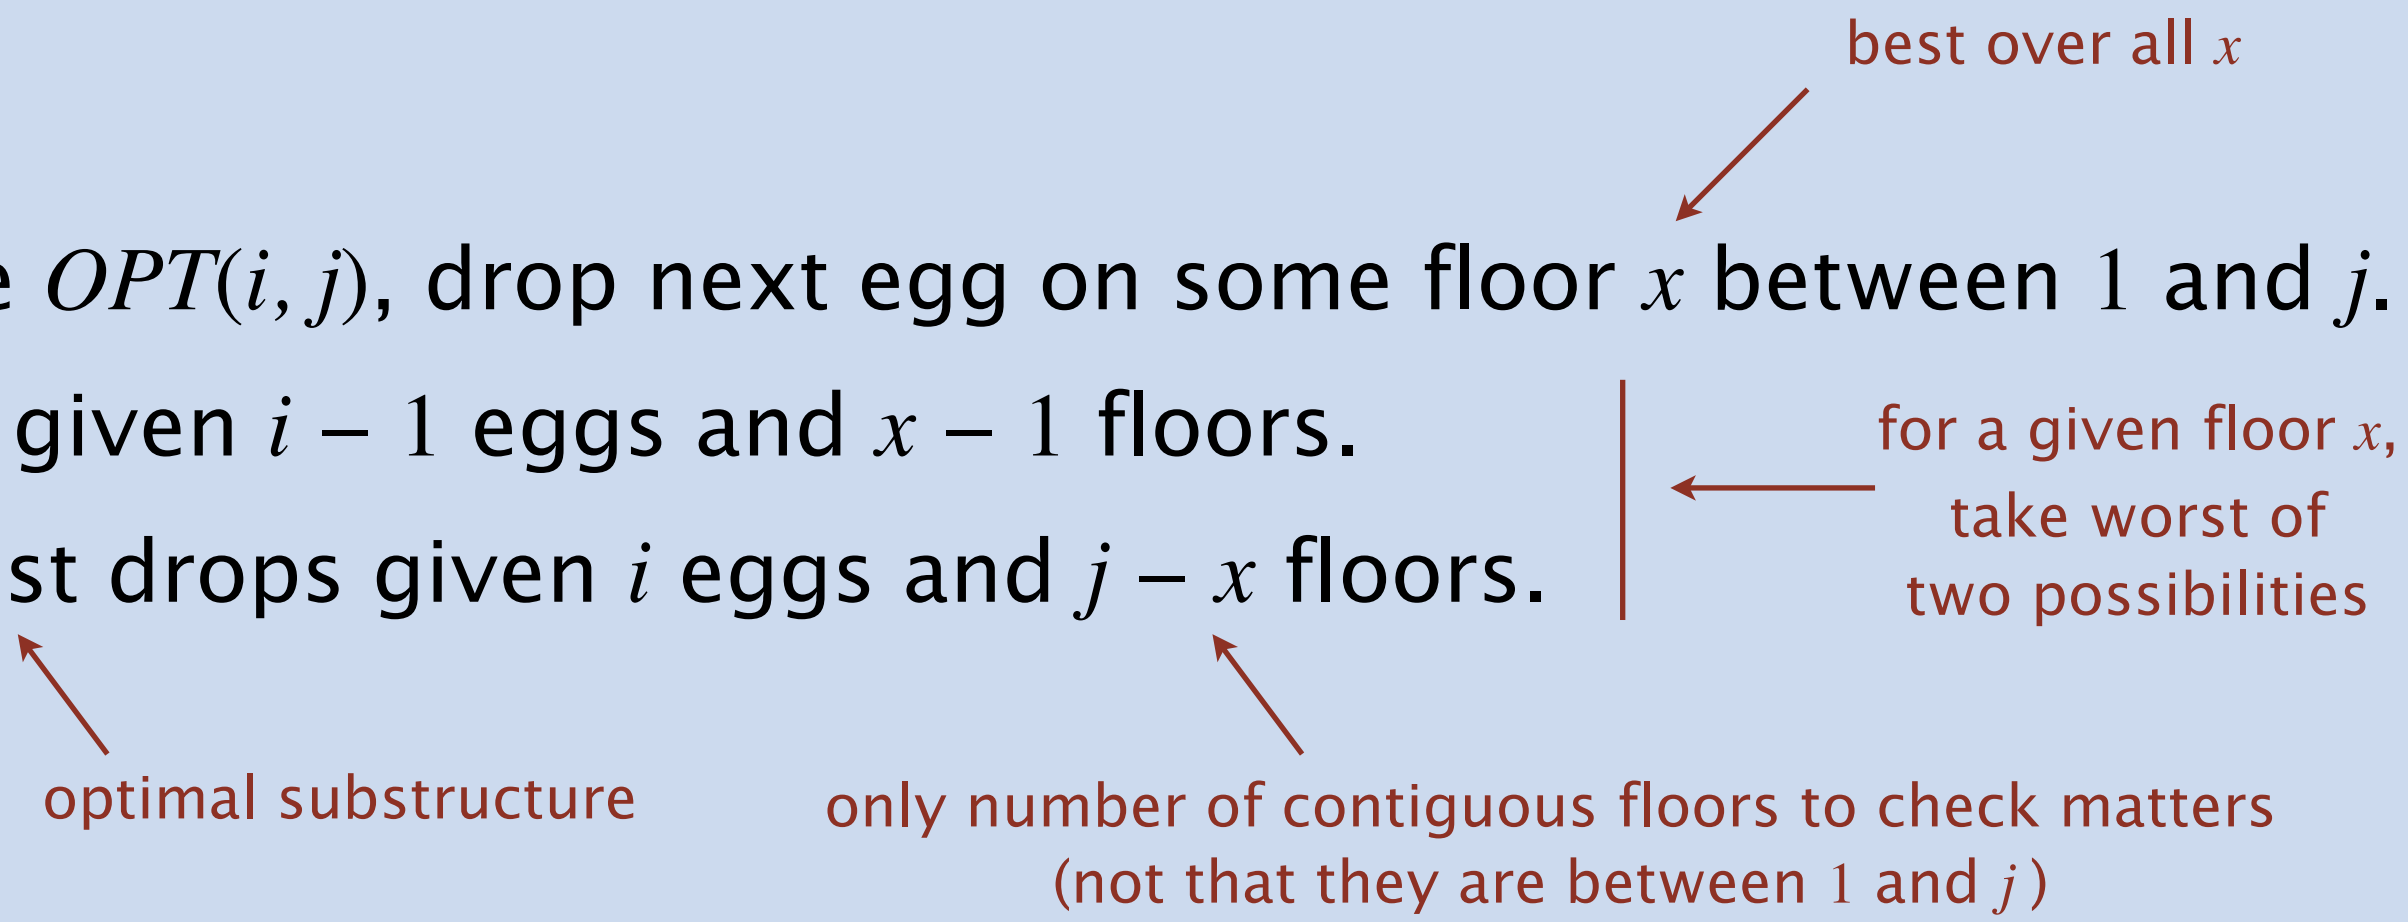 best over all x
e OPT(i, j), drop next egg on some floor x between 1 and j.
given i – 1 eggs and x – 1 floors.
st drops given i eggs and j – x floors.
for a given floor x,
take worst of
two possibilities
optimal substructure
only number of contiguous floors to check matters
(not that they are between 1 and j )